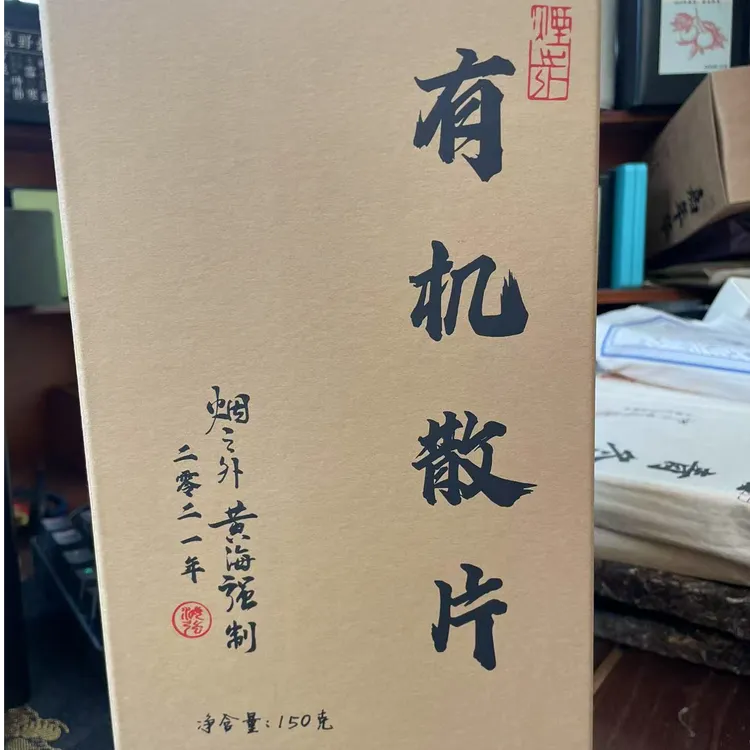 有机散片
烟之外 黄海强制
二零二一年
净含量：150克